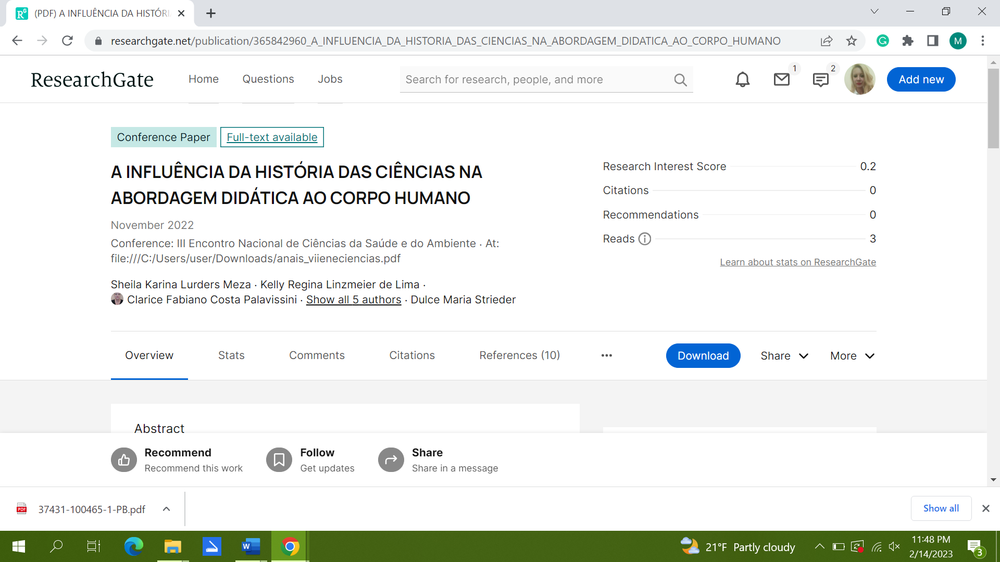 (PDF) A INFLUÊNCIA DA HISTÓRI
researchgate.net/publication/365842960_A_INFLUENCIA_DA_HISTORIA_DAS_CIENCIAS_NA_ABORDAGEM_DIDATICA_AO_CORPO_HUMANO
M
ResearchGate
Home
Questions
Jobs
Search for research, people, and more
1
2
Add new
Conference Paper
Full-text available
A INFLUÊNCIA DA HISTÓRIA DAS CIÊNCIAS NA
ABORDAGEM DIDÁTICA AO CORPO HUMANO
November 2022
Conference: III Encontro Nacional de Ciências da Saúde e do Ambiente · At:
file:///C:/Users/user/Downloads/anais_viieneciencias.pdf
Sheila Karina Lurders Meza · Kelly Regina Linzmeier de Lima ·
Clarice Fabiano Costa Palavissini · Show all 5 authors · Dulce Maria Strieder
Research Interest Score 0.2
Citations 0
Recommendations 0
Reads 3
Learn about stats on ResearchGate
Overview
Stats
Comments
Citations
References (10)
Download
Share
More
Abstract
Recommend
Recommend this work
Follow
Get updates
Share
Share in a message
PDF
37431-100465-1-PB.pdf
Show all
W
21°F Partly cloudy
11:48 PM
2/14/2023
3